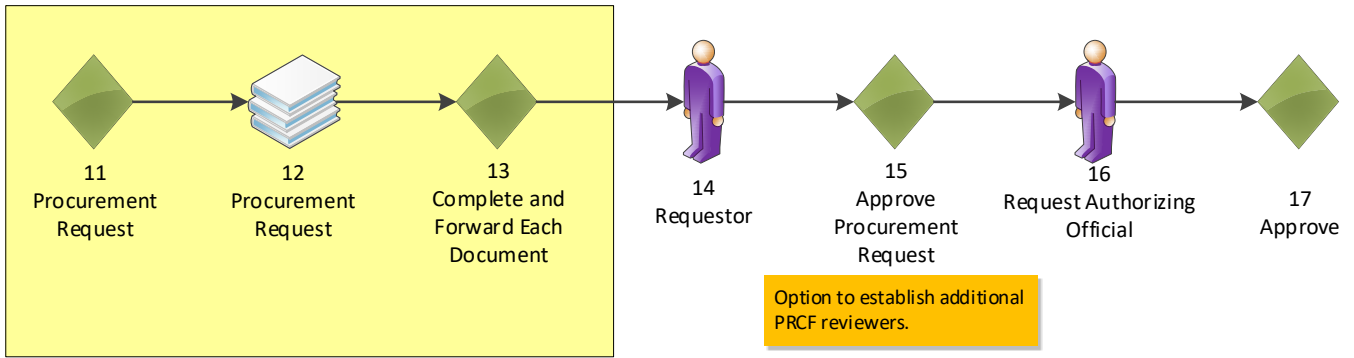 11
Procurement
Request
12
Procurement
Request
13
Complete and
Forward Each
Document
14
Requestor
15
Approve
Procurement
Request
16
Request Authorizing
Official
17
Approve
Option to establish additional
PRCF reviewers.